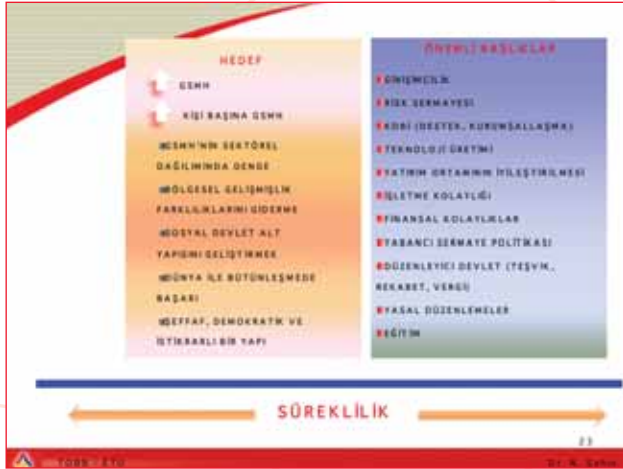 HEDEF
GSMH
KİŞİ BAŞINA GSMH
GSMH'NİN SEKTÖREL
DAĞILIMINDA DENGE
BÖLGESEL GELİŞMİŞLİK
FARKLILIKLARINI GİDERME
SOSYAL DEVLET ALT
YAPISINI GELİŞTİRMEK
DÜNYA İLE BÜTÜNLEŞMEDE
BAŞARI
ŞEFFAF, DEMOKRATİK VE
İSTİKRARLI BİR YAPI
ÖNEMLİ BAŞLIKLAR
GİRİŞİMCİLİK
RİSK SERMAYESİ
KOBİ (DESTEK, KURUMSALLAŞMA)
TEKNOLOJİ ÜRETİMİ
YATIRIM ORTAMININ İYİLEŞTİRİLMESİ
İŞLETME KOLAYLIĞI
FİNANSAL KOLAYLIKLAR
YABANCI SERMAYE POLİTİKASI
DÜZENLEYİCİ DEVLET (TEŞVİK,
REKABET, VERGİ)
YASAL DÜZENLEMELER
EĞİTİM
SÜREKLİLİK
23
TOBB - ETÜ
Dr. N.